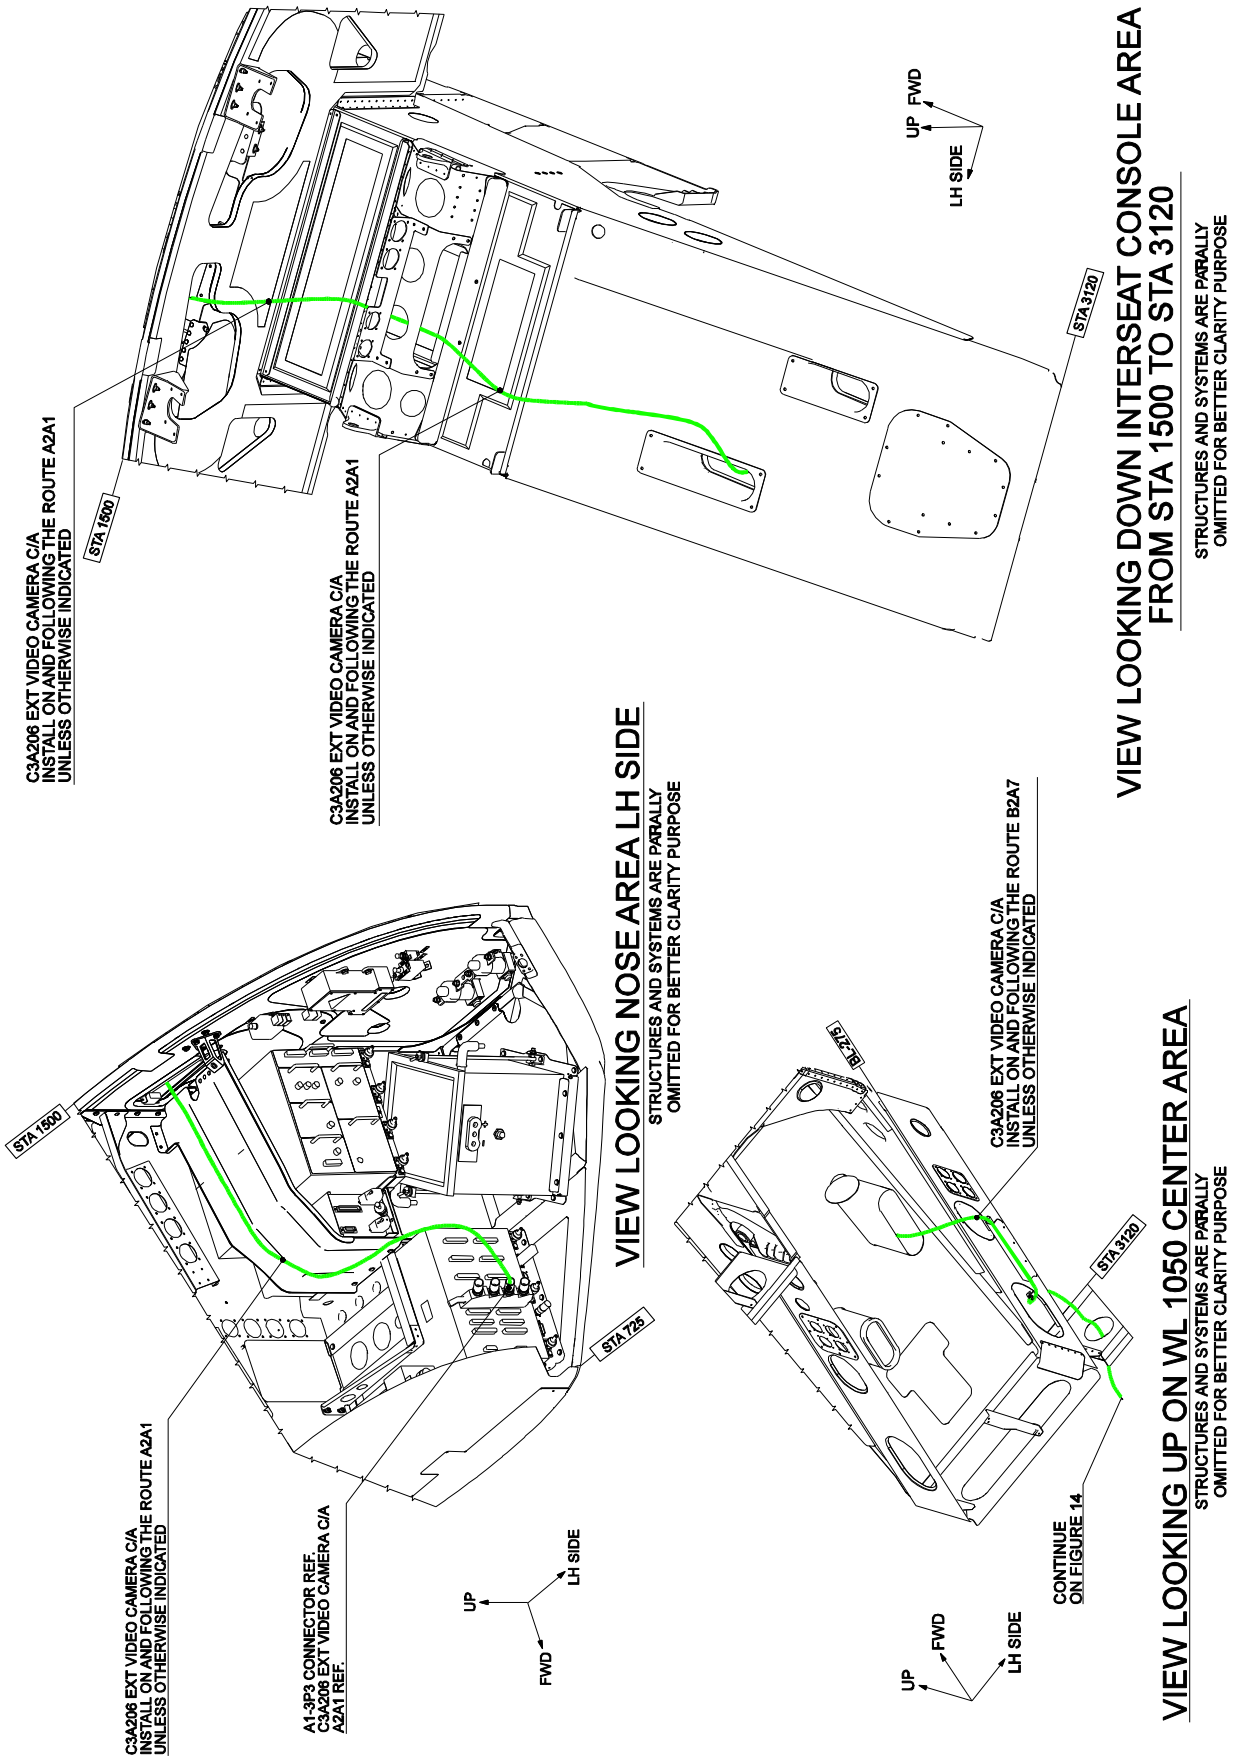 C3A206 EXT VIDEO CAMERA C/A
INSTALL ON AND FOLLOWING THE ROUTE A2A1
UNLESS OTHERWISE INDICATED
A1-3P3 CONNECTOR REF.
C3A206 EXT VIDEO CAMERA C/A
A2A1 REF.
STA 1500
STA 725
UP
FWD
LH SIDE
VIEW LOOKING NOSE AREA LH SIDE
STRUCTURES AND SYSTEMS ARE PARALLY
OMITTED FOR BETTER CLARITY PURPOSE
C3A206 EXT VIDEO CAMERA C/A
INSTALL ON AND FOLLOWING THE ROUTE A2A1
UNLESS OTHERWISE INDICATED
STA 1500
C3A206 EXT VIDEO CAMERA C/A
INSTALL ON AND FOLLOWING THE ROUTE A2A1
UNLESS OTHERWISE INDICATED
STA 3120
UP
FWD
LH SIDE
VIEW LOOKING DOWN INTERSEAT CONSOLE AREA
FROM STA 1500 TO STA 3120
STRUCTURES AND SYSTEMS ARE PARALLY
OMITTED FOR BETTER CLARITY PURPOSE
BL-275
C3A206 EXT VIDEO CAMERA C/A
INSTALL ON AND FOLLOWING THE ROUTE B2A7
UNLESS OTHERWISE INDICATED
STA 3120
CONTINUE
ON FIGURE 14
UP
FWD
LH SIDE
VIEW LOOKING UP ON WL 1050 CENTER AREA
STRUCTURES AND SYSTEMS ARE PARALLY
OMITTED FOR BETTER CLARITY PURPOSE